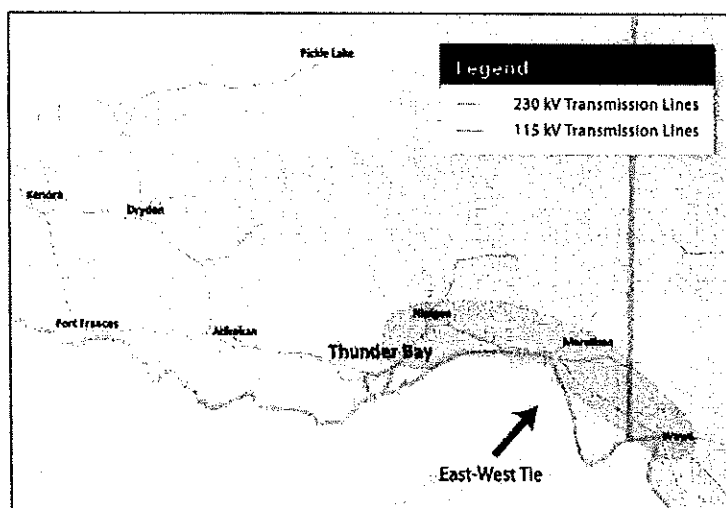 Pickle Lake
Legend
230 kV Transmission Lines
115 kV Transmission Lines
Kenora
Dryden
Fort Frances
Atikokan
Nipigon
Marathon
Thunder Bay
Wawa
East-West Tie